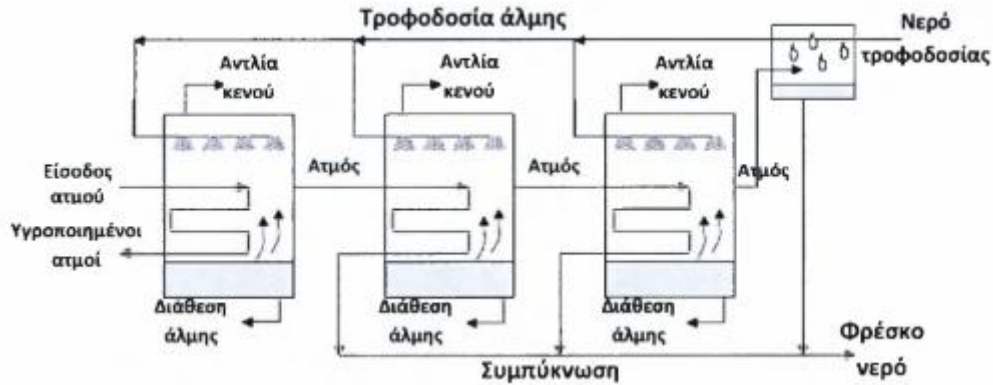 Τροφοδοσία άλμης
Νερό
τροφοδοσίας
Αντλία
κενού
Αντλία
κενού
Αντλία
κενού
Είσοδος
ατμού
Ατμός
Ατμός
Ατμός
Υγροποιημένοι
ατμοί
Διάθεση
άλμης
Διάθεση
άλμης
Διάθεση
άλμης
Φρέσκο
νερό
Συμπύκνωση